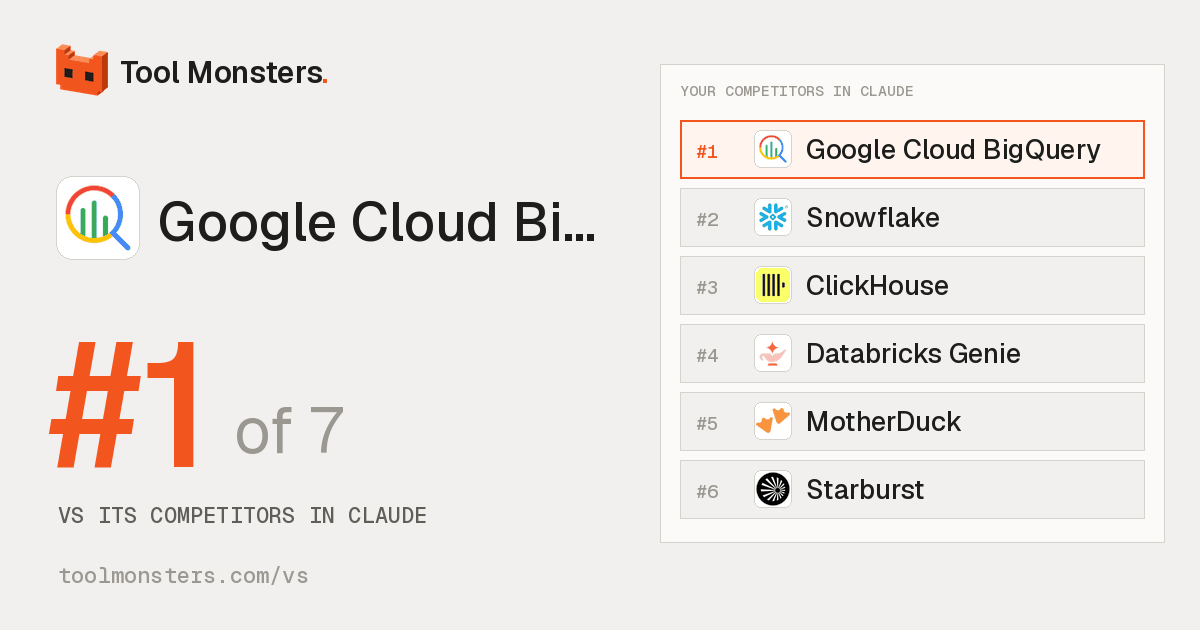 Tool Monsters.
Google Cloud Bi...
#1 of 7
VS ITS COMPETITORS IN CLAUDE
toolmonsters.com/vs
YOUR COMPETITORS IN CLAUDE
#1 Google Cloud BigQuery
#2 Snowflake
#3 ClickHouse
#4 Databricks Genie
#5 MotherDuck
#6 Starburst